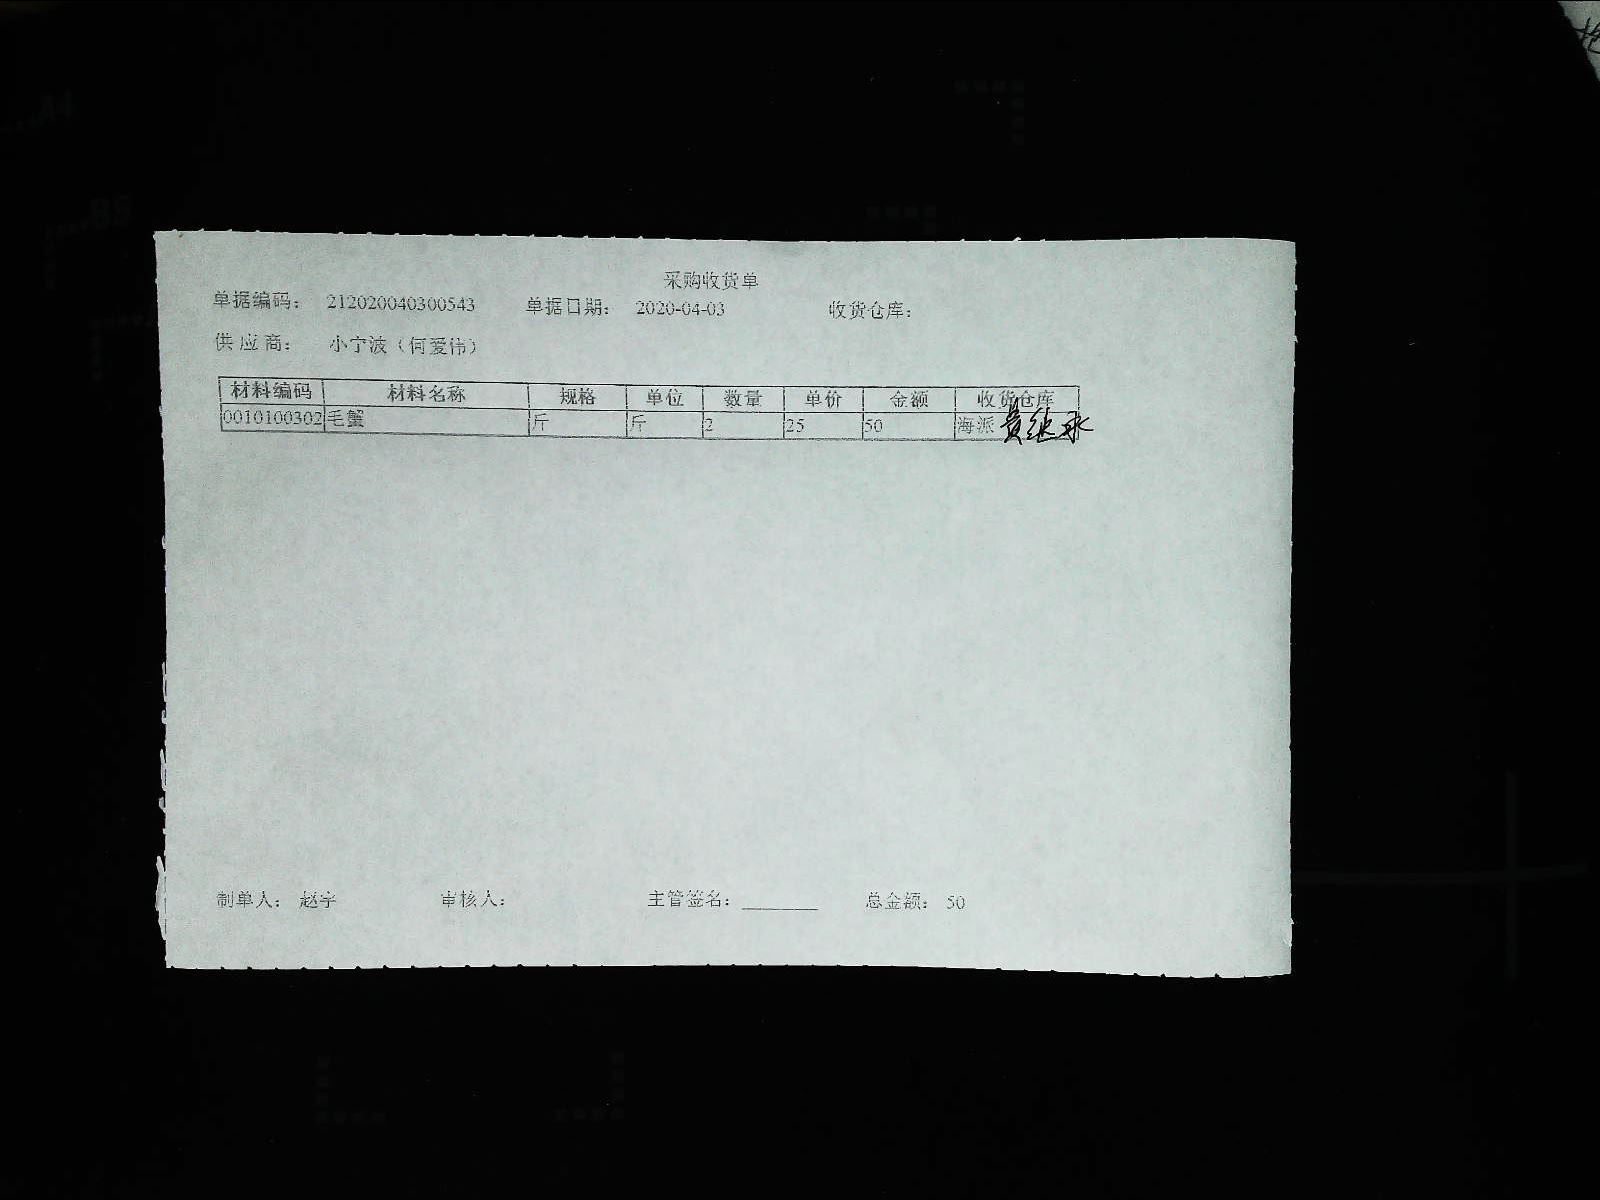 采购收货单
单据编码： 212020040300543 单据日期： 2020-04-03 收货仓库：
供应商： 小宁波（何爱伟）
材料编码 材料名称 规格 单位 数量 单价 金额 收货仓库
0010100302 毛蟹 斤 斤 2 25 50 海派 黄继承
制单人： 赵宇 审核人： 主管签名：________ 总金额： 50